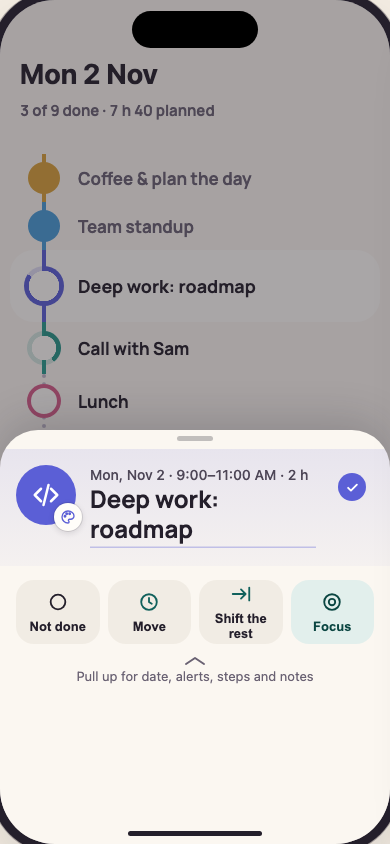 Mon 2 Nov
3 of 9 done · 7 h 40 planned
Coffee & plan the day
Team standup
Deep work: roadmap
Call with Sam
Lunch
Mon, Nov 2 · 9:00–11:00 AM · 2 h
Deep work:
roadmap
Not done
Move
Shift the
rest
Focus
Pull up for date, alerts, steps and notes